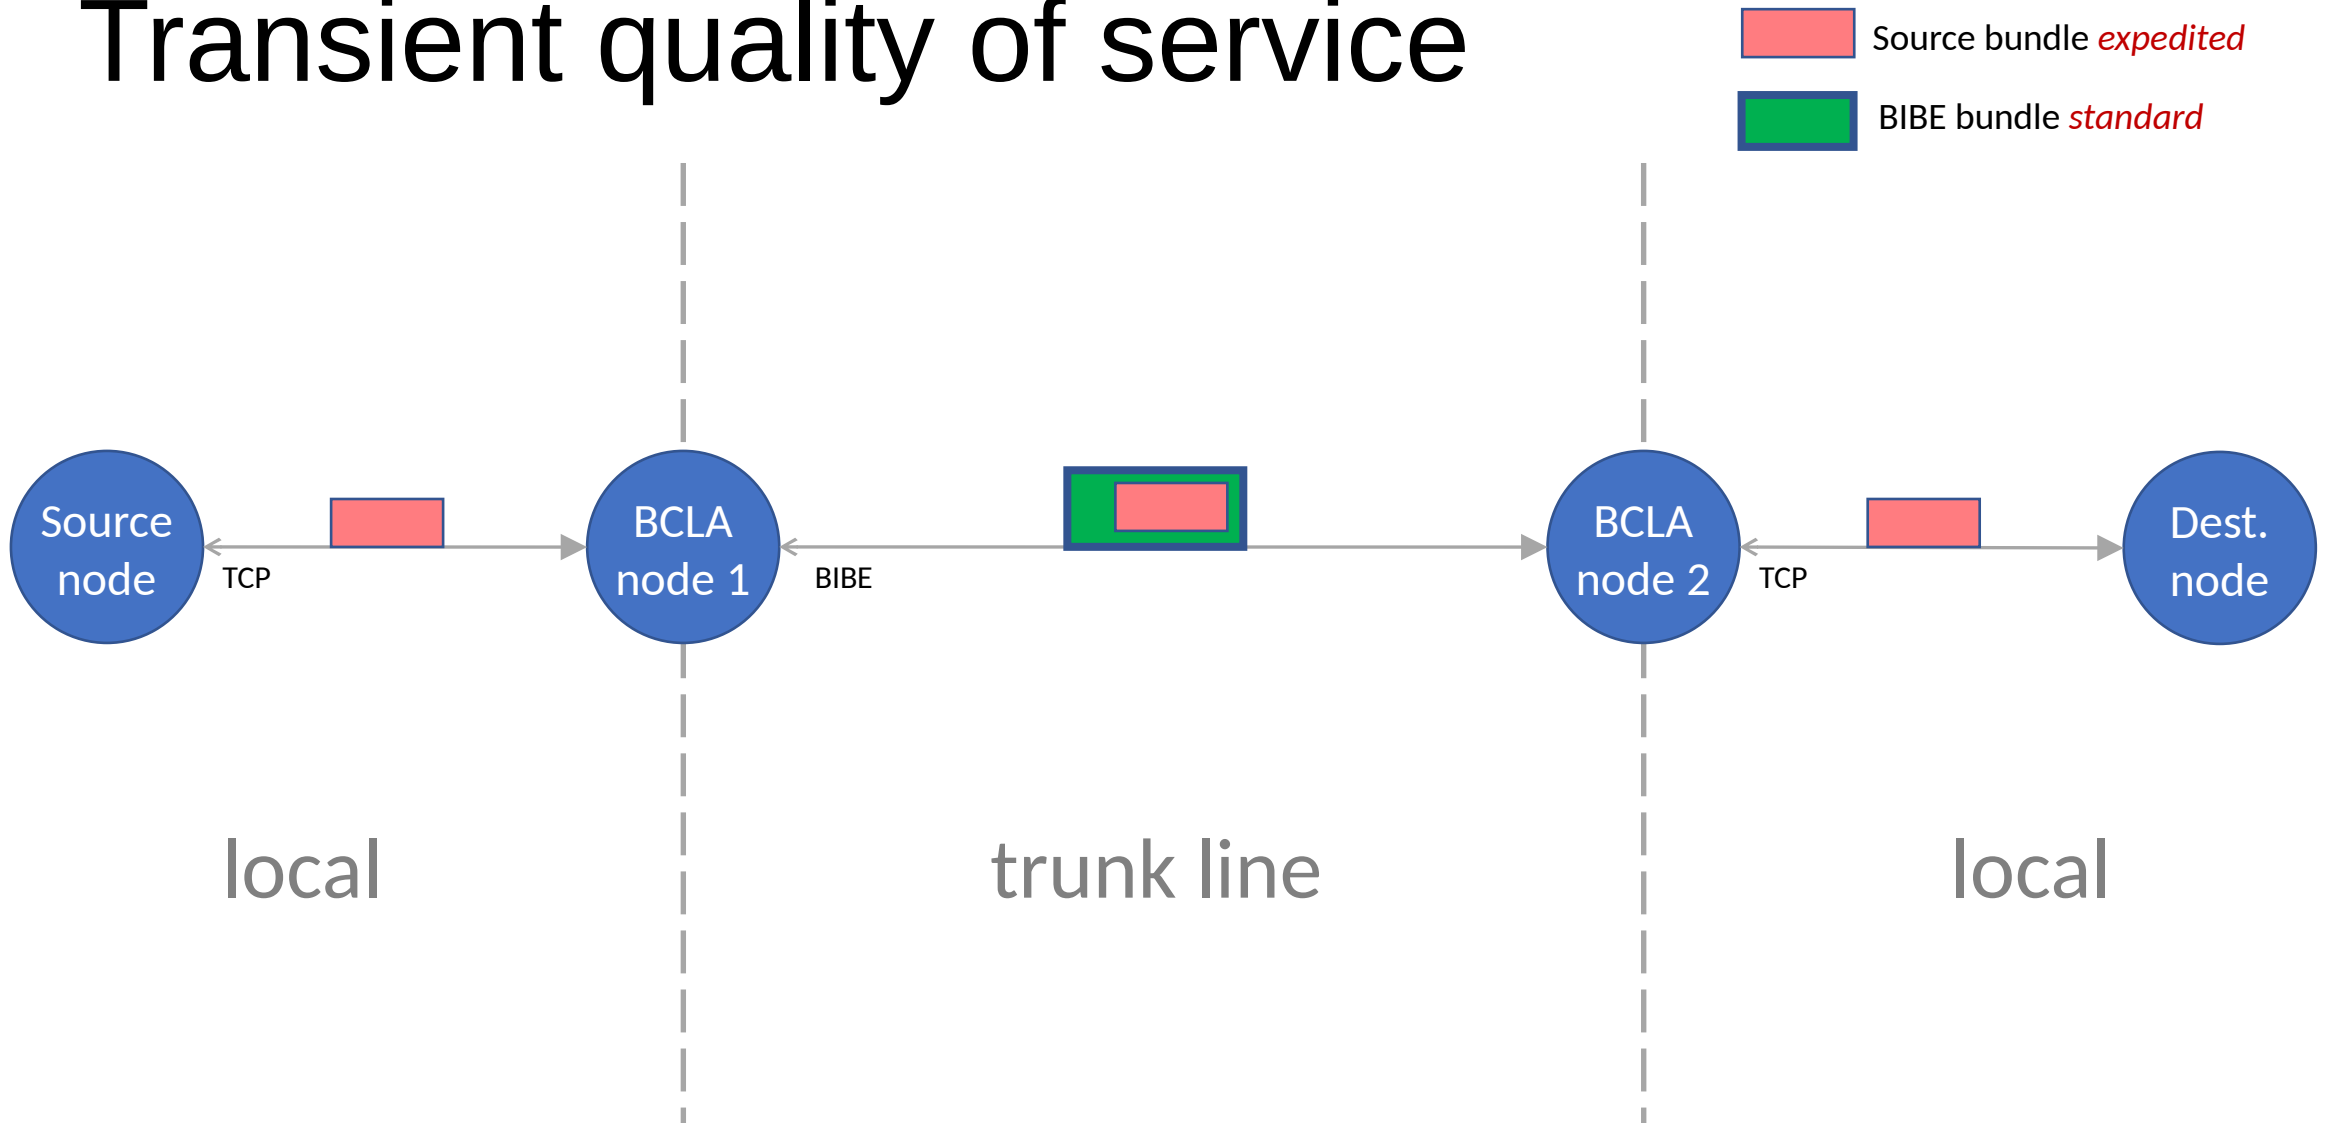 Transient quality of service
Source bundle expedited
BIBE bundle standard
Source
node
TCP
BCLA
node 1
BIBE
BCLA
node 2
TCP
Dest.
node
local
trunk line
local